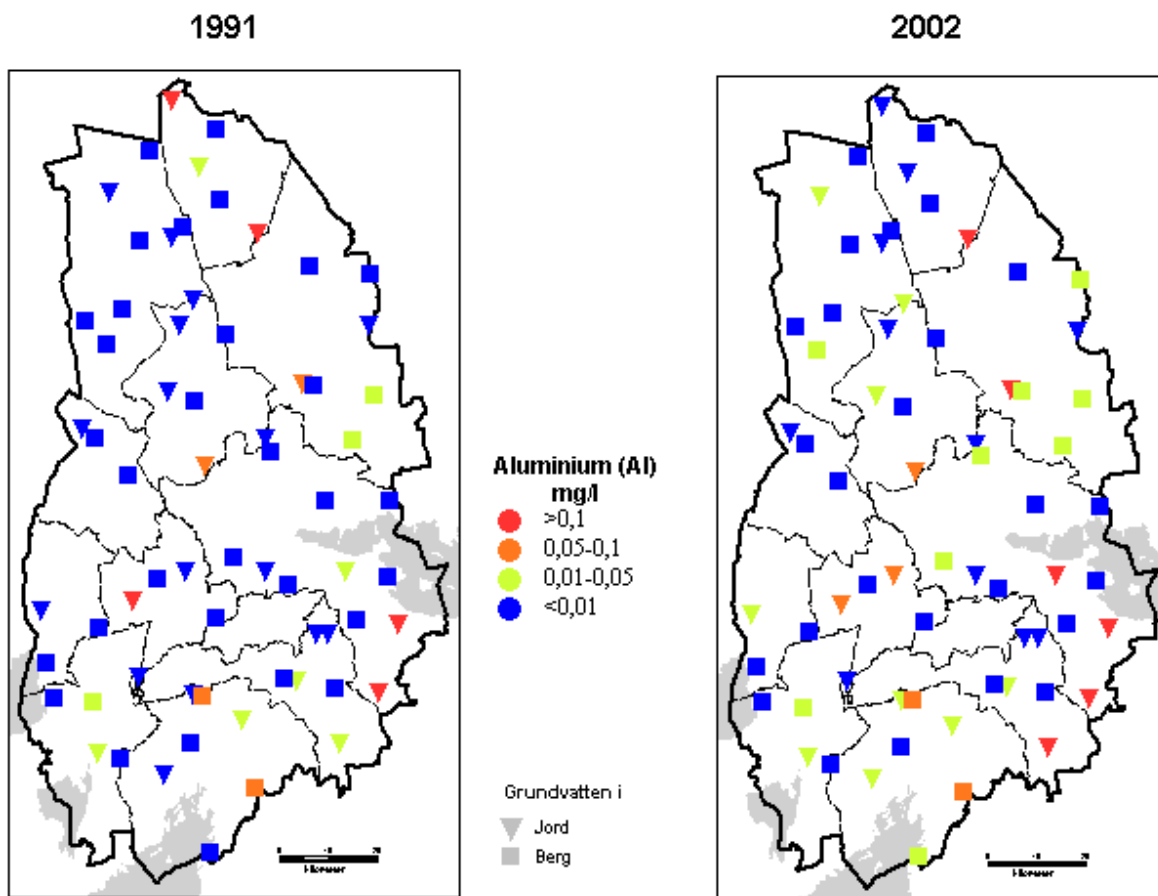 1991
2002
Aluminium (Al)
mg/l
>0,1
0,05-0,1
0,01-0,05
<0,01
Grundvatten i
Jord
Berg